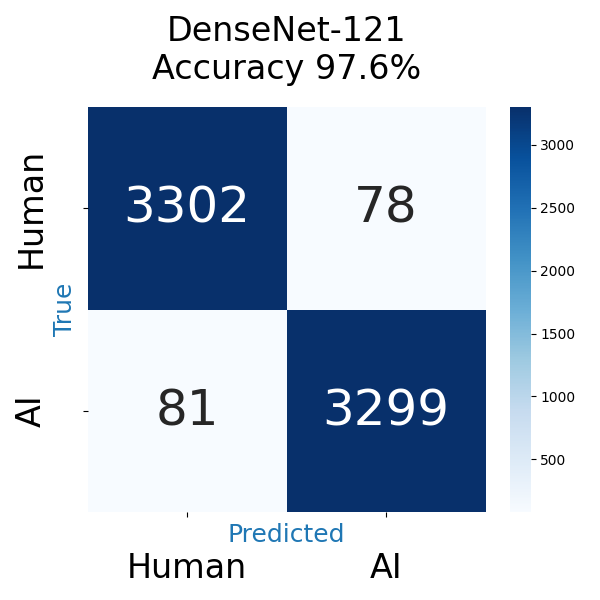 DenseNet-121
Accuracy 97.6%
Human
3302
78
True
AI
81
3299
3000
2500
2000
1500
1000
500
Predicted
Human
AI